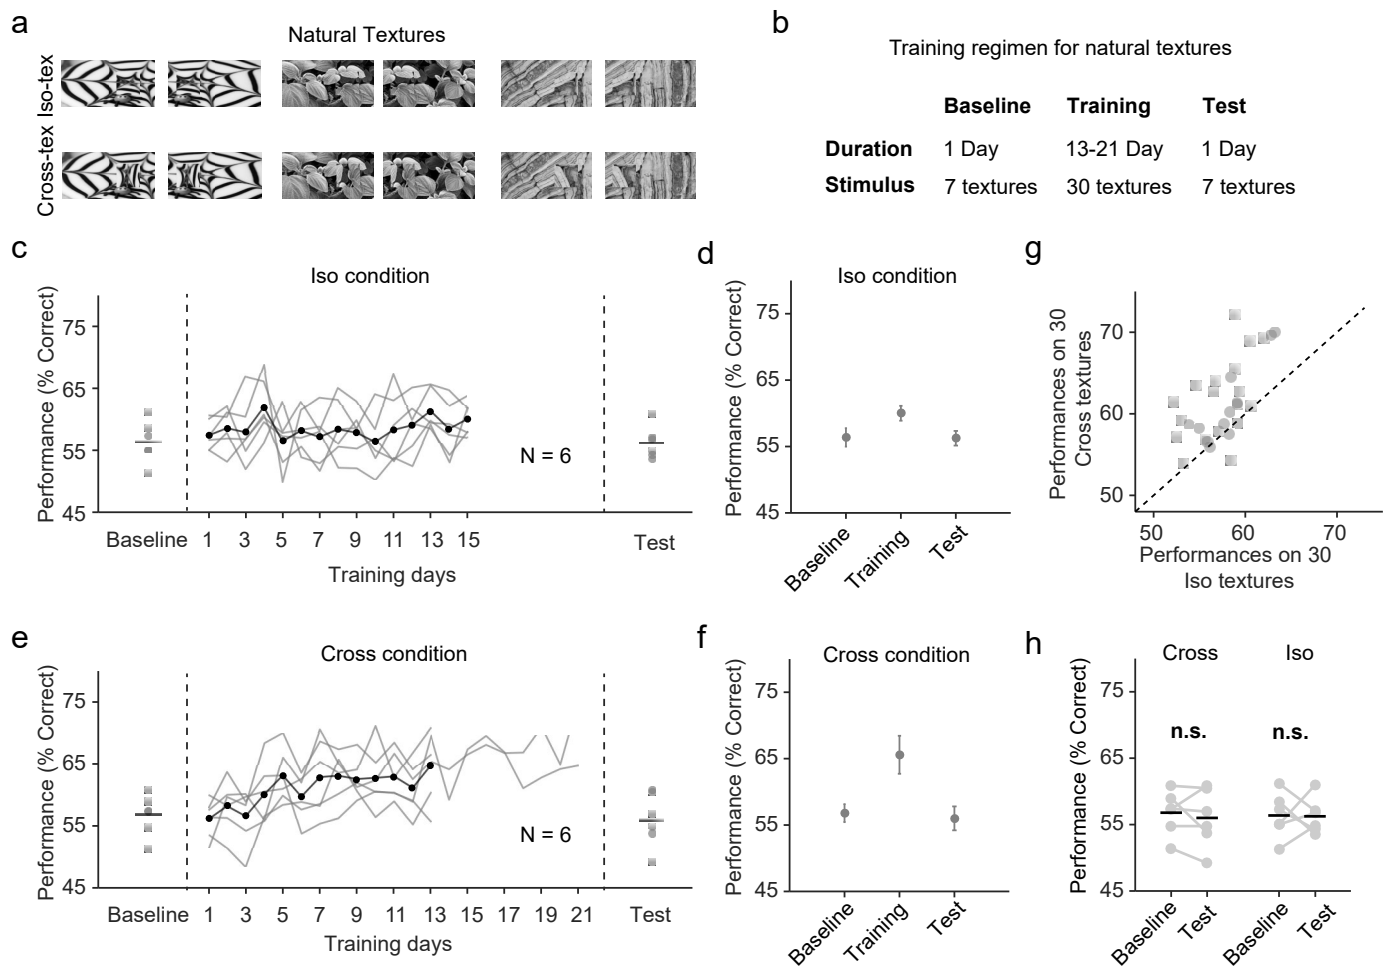 a
Natural Textures
Iso-tex
Cross-tex
b
Training regimen for natural textures
Baseline Training Test
Duration 1 Day 13-21 Day 1 Day
Stimulus 7 textures 30 textures 7 textures
c
Iso condition
Performance (% Correct)
75
65
55
45
N = 6
Baseline 1 3 5 7 9 11 13 15 Test
Training days
d
Iso condition
Performance (% Correct)
75
65
55
45
Baseline
Training
Test
g
Performances on 30
Cross textures
70
60
50
50 60 70
Performances on 30
Iso textures
e
Cross condition
Performance (% Correct)
75
65
55
45
N = 6
Baseline 1 3 5 7 9 11 13 15 17 19 21 Test
Training days
f
Cross condition
Performance (% Correct)
75
65
55
45
Baseline
Training
Test
h
Cross Iso
Performance (% Correct)
75
65
55
45
n.s. n.s.
Baseline
Test
Baseline
Test